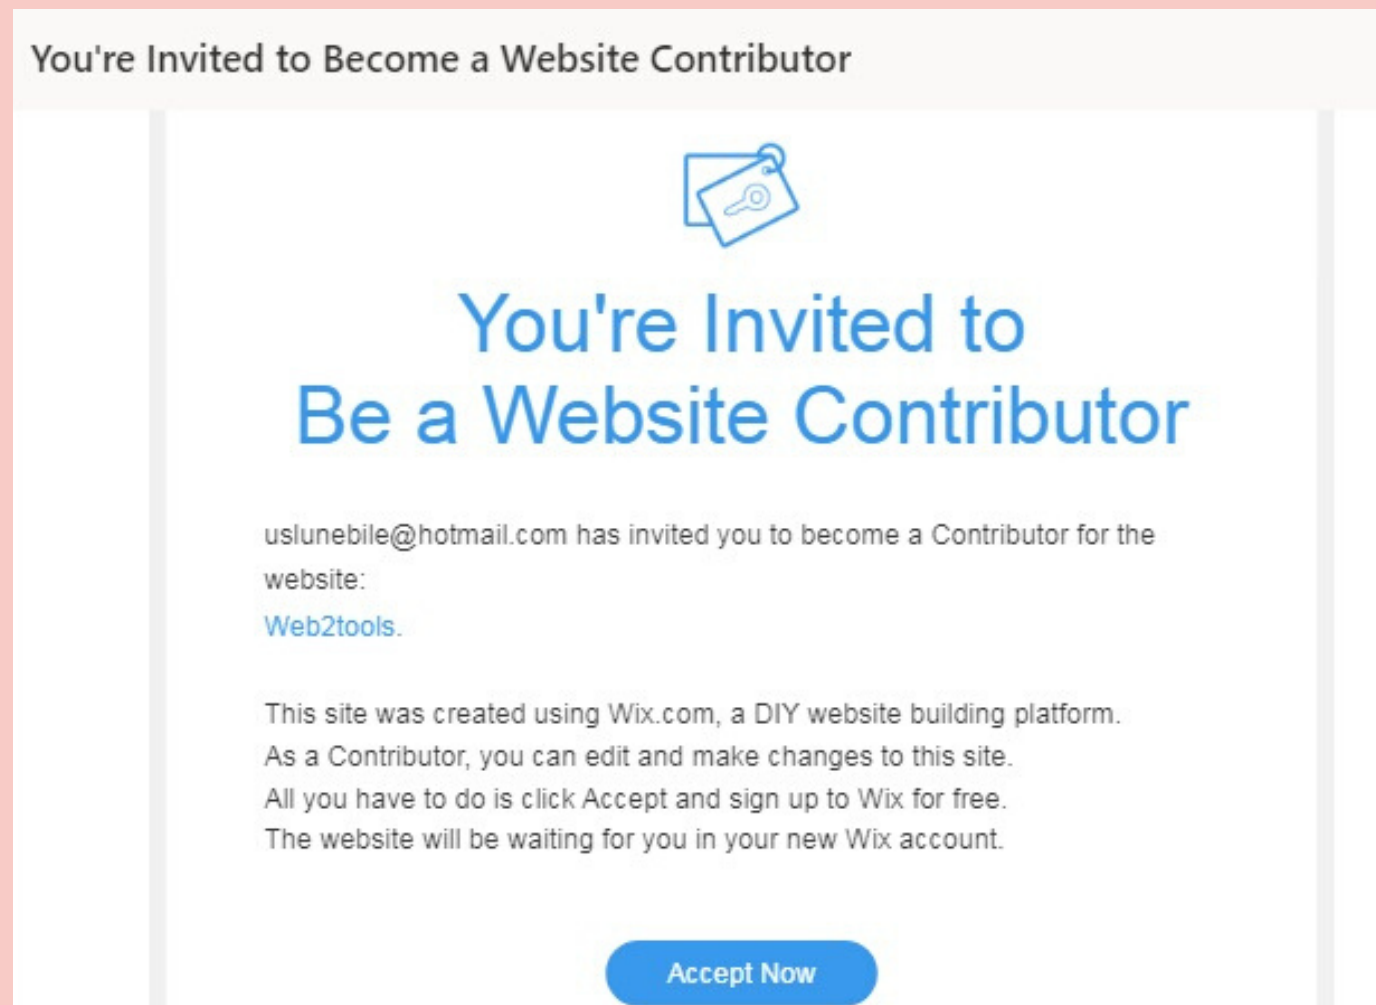 You're Invited to Become a Website Contributor
You're Invited to
Be a Website Contributor
uslunebile@hotmail.com has invited you to become a Contributor for the
website:
Web2tools.
This site was created using Wix.com, a DIY website building platform.
As a Contributor, you can edit and make changes to this site.
All you have to do is click Accept and sign up to Wix for free.
The website will be waiting for you in your new Wix account.
Accept Now